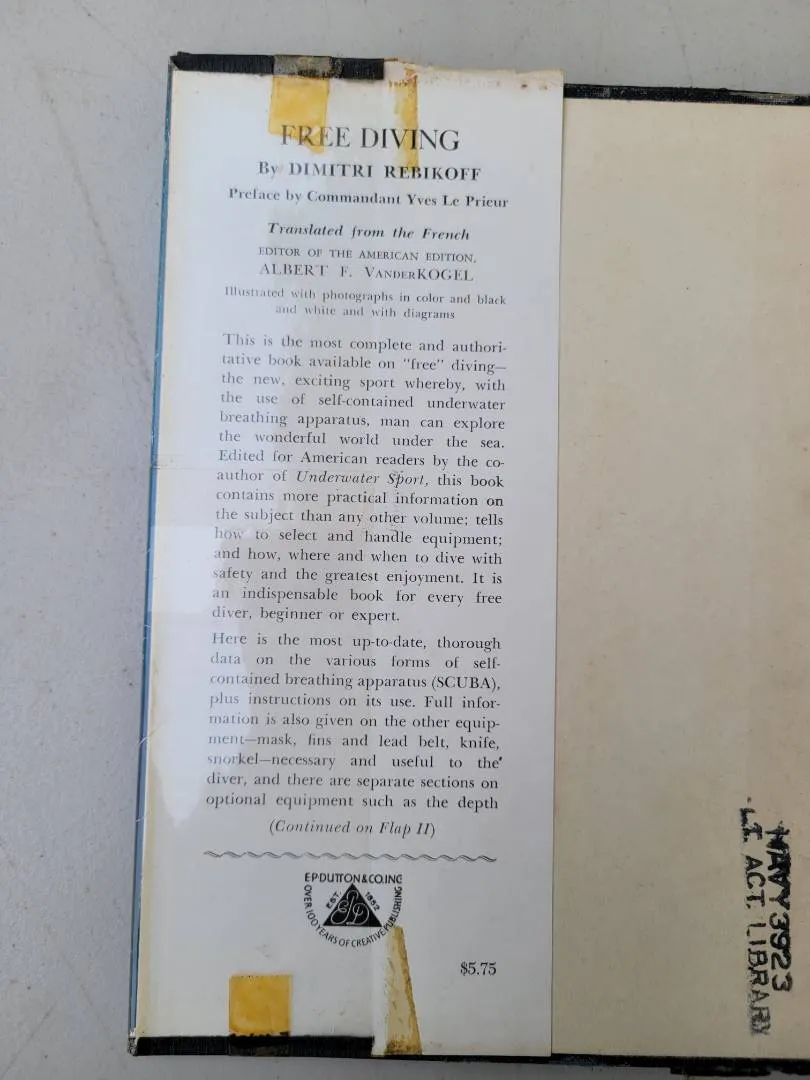 FREE DIVING
By DIMITRI REBIKOFF
Preface by Commandant Yves Le Prieur
Translated from the French
EDITOR OF THE AMERICAN EDITION,
ALBERT F. VANDERKOGEL
Illustrated with photographs in color and black
and white and with diagrams
This is the most complete and authori-
tative book available on "free" diving—
the new, exciting sport whereby, with
the use of self-contained underwater
breathing apparatus, man can explore
the wonderful world under the sea.
Edited for American readers by the co-
author of Underwater Sport, this book
contains more practical information on
the subject than any other volume; tells
how to select and handle equipment;
and how, where and when to dive with
safety and the greatest enjoyment. It is
an indispensable book for every free
diver, beginner or expert.
Here is the most up-to-date, thorough
data on the various forms of self-
contained breathing apparatus (SCUBA),
plus instructions on its use. Full infor-
mation is also given on the other equip-
ment—mask, fins and lead belt, knife,
snorkel—necessary and useful to the
diver, and there are separate sections on
optional equipment such as the depth
(Continued on Flap II)
E·P·DUTTON & CO. INC
EST. 1852
OVER 100 YEARS OF CREATIVE PUBLISHING
$5.75
NAVY 3923
ACT. LIBRARY